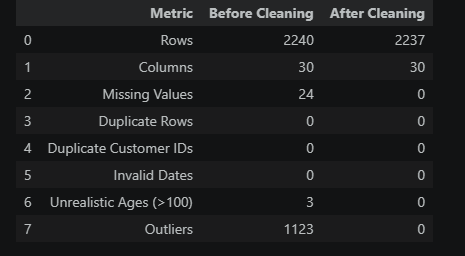 Metric Before Cleaning After Cleaning
0 Rows 2240 2237
1 Columns 30 30
2 Missing Values 24 0
3 Duplicate Rows 0 0
4 Duplicate Customer IDs 0 0
5 Invalid Dates 0 0
6 Unrealistic Ages (>100) 3 0
7 Outliers 1123 0